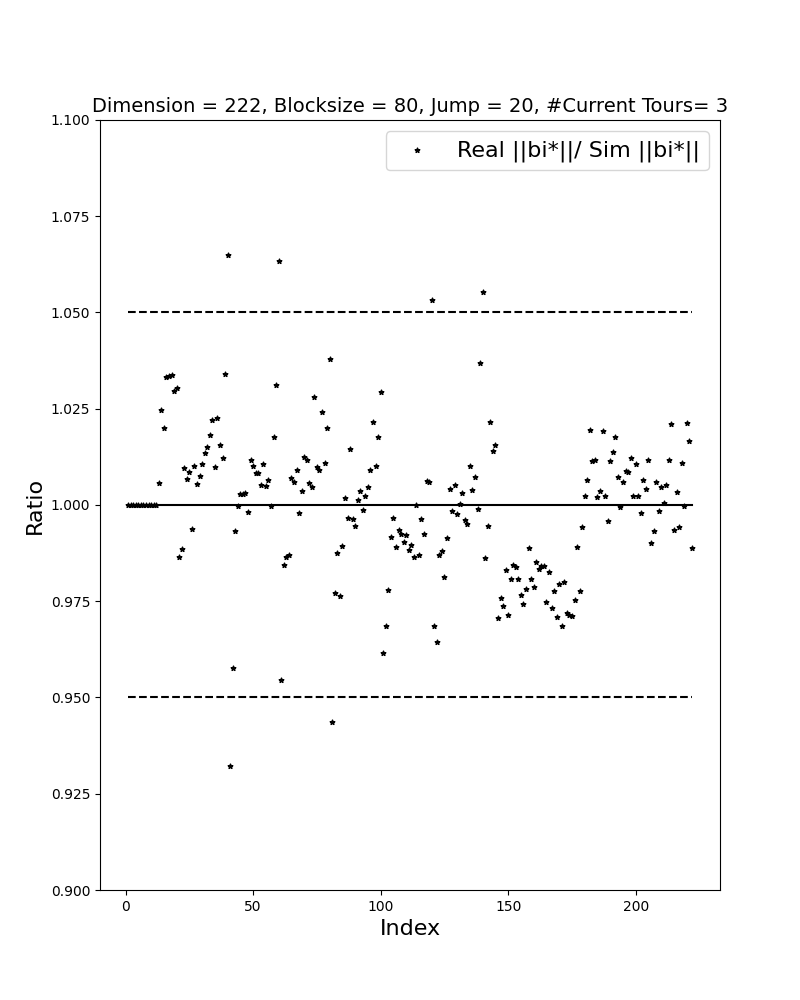 Dimension = 222, Blocksize = 80, Jump = 20, #Current Tours= 3
1.100
Real ||bi*||/ Sim ||bi*||
1.075
1.050
1.025
1.000
0.975
0.950
0.925
0.900
Ratio
0 50 100 150 200
Index